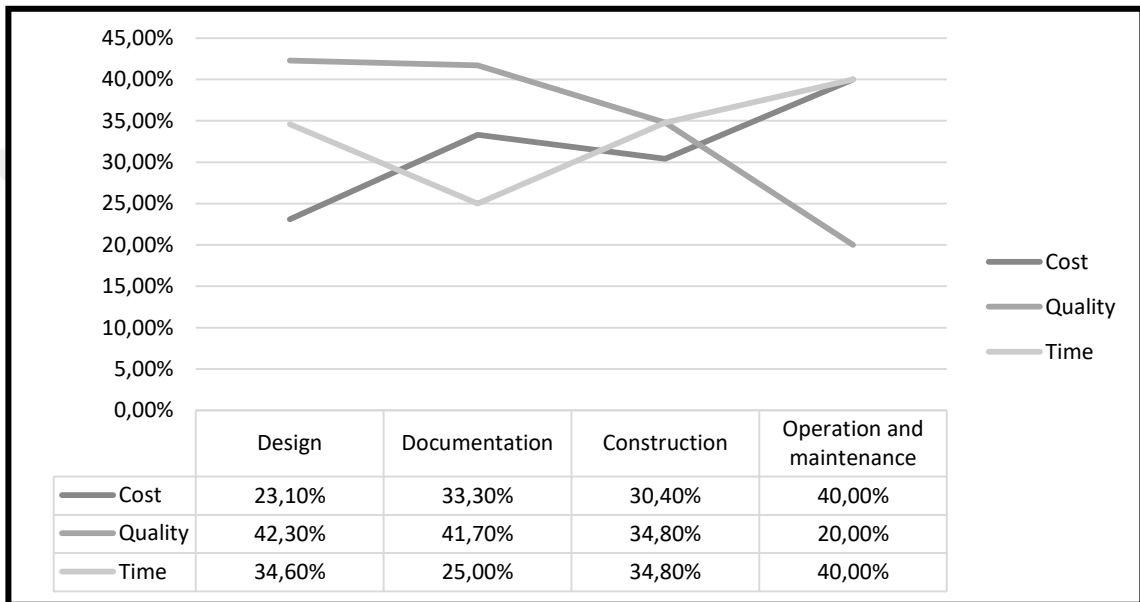 45,00%
40,00%
35,00%
30,00%
25,00%
20,00%
15,00%
10,00%
5,00%
0,00%
Cost
Quality
Time
Design Documentation Construction Operation and
maintenance
Cost 23,10% 33,30% 30,40% 40,00%
Quality 42,30% 41,70% 34,80% 20,00%
Time 34,60% 25,00% 34,80% 40,00%